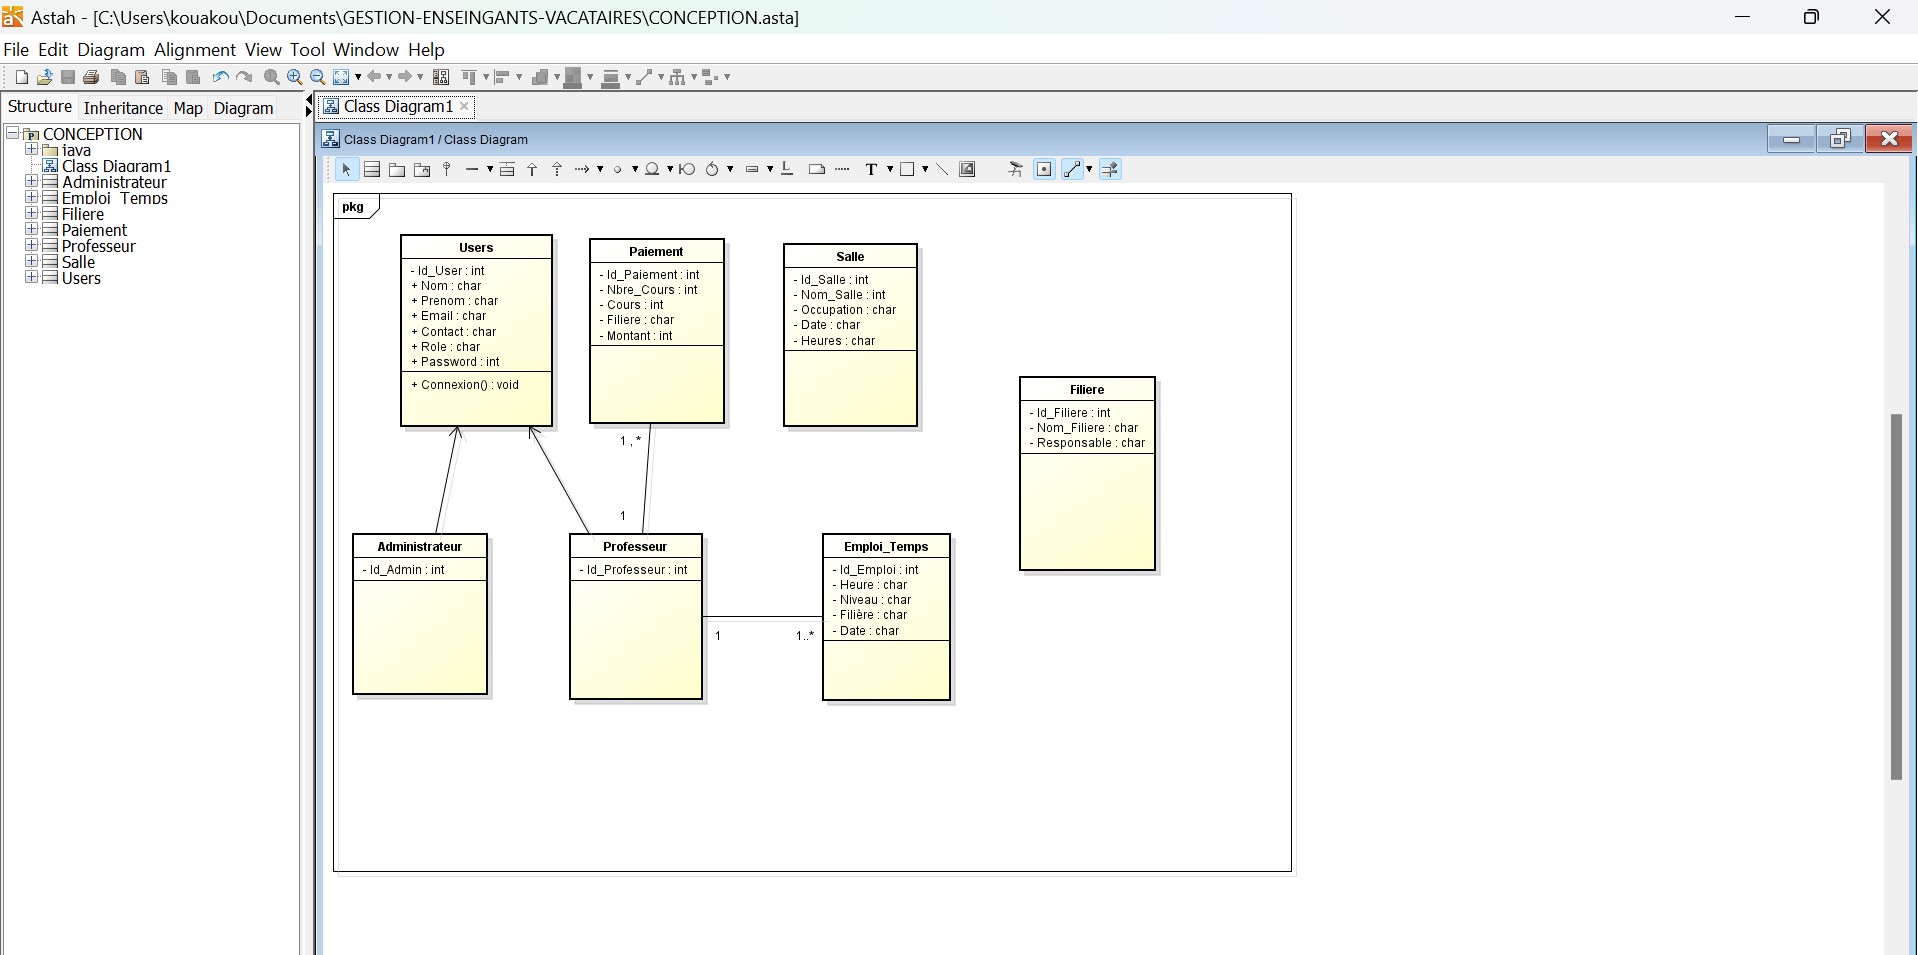 Astah - [C:\Users\kouakou\Documents\GESTION-ENSEINGANTS-VACATAIRES\CONCEPTION.asta]
File Edit Diagram Alignment View Tool Window Help
Structure Inheritance Map Diagram
Class Diagram1
CONCEPTION
java
Class Diagram1
Administrateur
Emploi_Temps
Filiere
Paiement
Professeur
Salle
Users
Class Diagram1 / Class Diagram
T
pkg
Users
- Id_User : int
+ Nom : char
+ Prenom : char
+ Email : char
+ Contact : char
+ Role : char
+ Password : int
+ Connexion() : void
Paiement
- Id_Paiement : int
- Nbre_Cours : int
- Cours : int
- Filiere : char
- Montant : int
Salle
- Id_Salle : int
- Nom_Salle : int
- Occupation : char
- Date : char
- Heures : char
Filiere
- Id_Filiere : int
- Nom_Filiere : char
- Responsable : char
1 , *
1
Administrateur
- Id_Admin : int
Professeur
- Id_Professeur : int
1
1..*
Emploi_Temps
- Id_Emploi : int
- Heure : char
- Niveau : char
- Filière : char
- Date : char